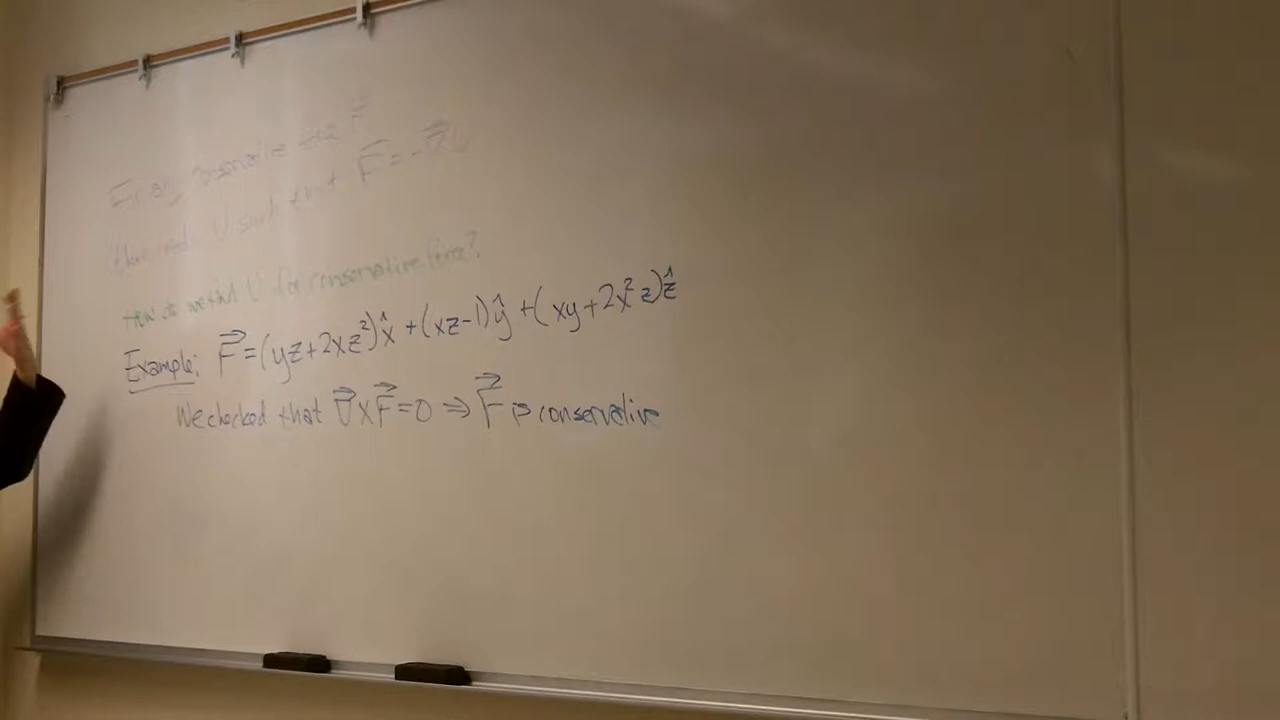 For any conservative force F⃗
there exists U such that F⃗ = -∇⃗U
How do we find U for conservative force?
Example: F⃗ = (yz+2xz²)x̂ + (xz-1)ŷ + (xy+2x²z)ẑ
We checked that ∇⃗×F⃗=0 ⇒ F⃗ is conservative